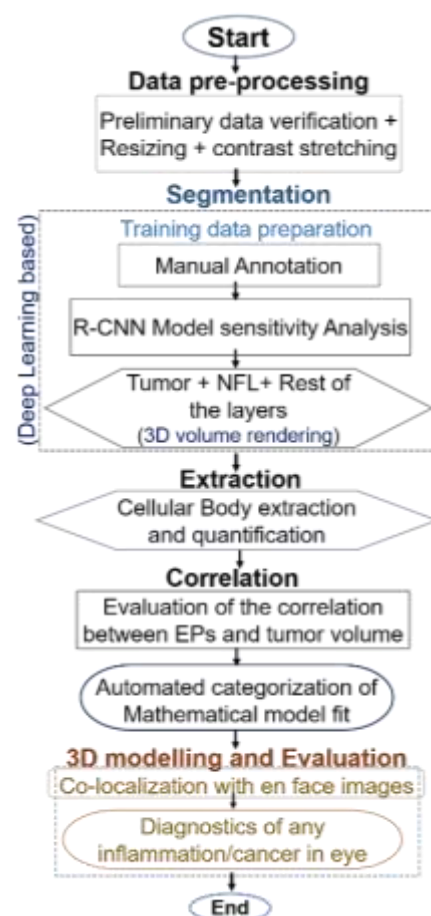 Start
Data pre-processing
Preliminary data verification +
Resizing + contrast stretching
Segmentation
(Deep Learning based)
Training data preparation
Manual Annotation
R-CNN Model sensitivity Analysis
Tumor + NFL+ Rest of
the layers
(3D volume rendering)
Extraction
Cellular Body extraction
and quantification
Correlation
Evaluation of the correlation
between EPs and tumor volume
Automated categorization of
Mathematical model fit
3D modelling and Evaluation
Co-localization with en face images
Diagnostics of any
inflammation/cancer in eye
End